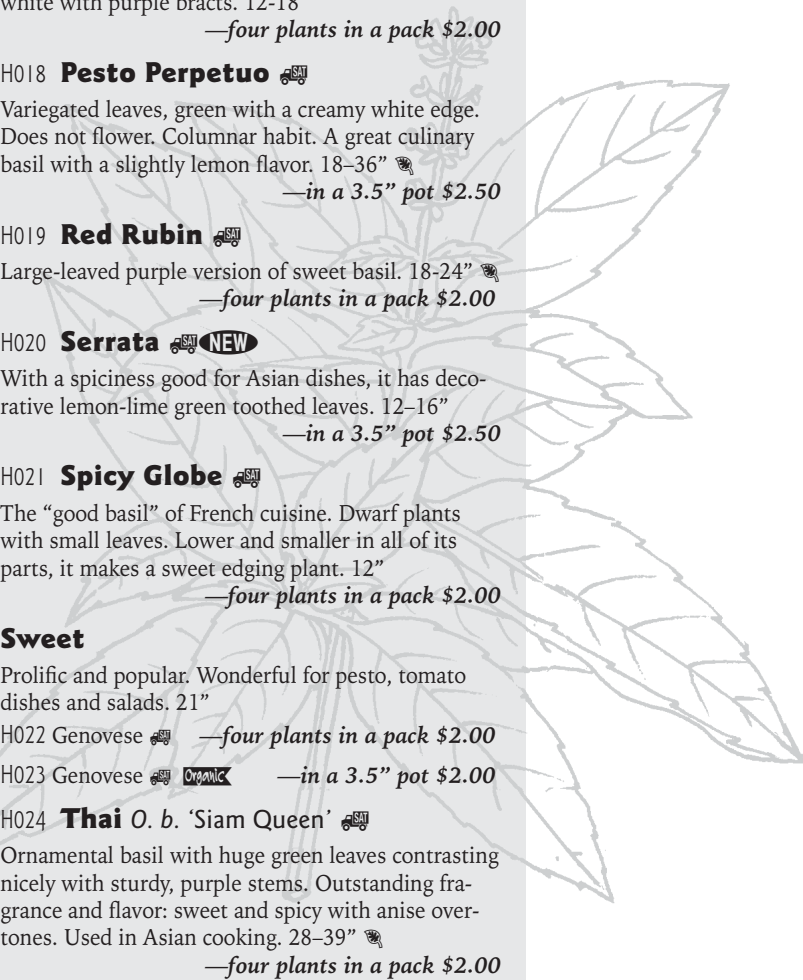 white with purple bracts. 12-18
—four plants in a pack $2.00
H018 Pesto Perpetuo SAT
Variegated leaves, green with a creamy white edge.
Does not flower. Columnar habit. A great culinary
basil with a slightly lemon flavor. 18–36”
—in a 3.5” pot $2.50
H019 Red Rubin SAT
Large-leaved purple version of sweet basil. 18-24”
—four plants in a pack $2.00
H020 Serrata SAT NEW
With a spiciness good for Asian dishes, it has deco-
rative lemon-lime green toothed leaves. 12–16”
—in a 3.5” pot $2.50
H021 Spicy Globe SAT
The “good basil” of French cuisine. Dwarf plants
with small leaves. Lower and smaller in all of its
parts, it makes a sweet edging plant. 12”
—four plants in a pack $2.00
Sweet
Prolific and popular. Wonderful for pesto, tomato
dishes and salads. 21”
H022 Genovese SAT —four plants in a pack $2.00
H023 Genovese SAT Organic —in a 3.5” pot $2.00
H024 Thai O. b. ‘Siam Queen’ SAT
Ornamental basil with huge green leaves contrasting
nicely with sturdy, purple stems. Outstanding fra-
grance and flavor: sweet and spicy with anise over-
tones. Used in Asian cooking. 28–39”
—four plants in a pack $2.00